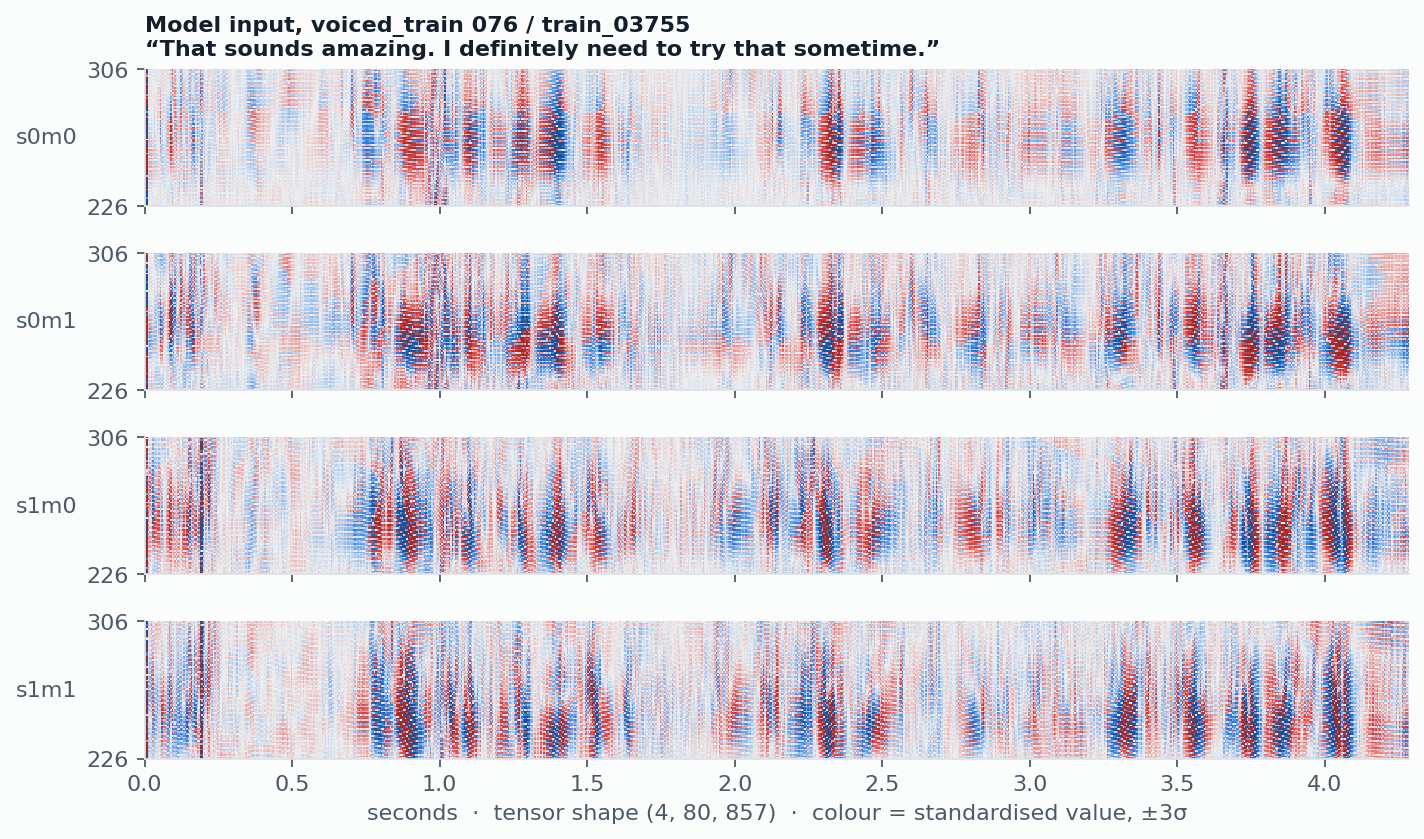 Model input, voiced_train 076 / train_03755
“That sounds amazing. I definitely need to try that sometime.”
306
s0m0
226
306
s0m1
226
306
s1m0
226
306
s1m1
226
0.0 0.5 1.0 1.5 2.0 2.5 3.0 3.5 4.0
seconds · tensor shape (4, 80, 857) · colour = standardised value, ±3σ